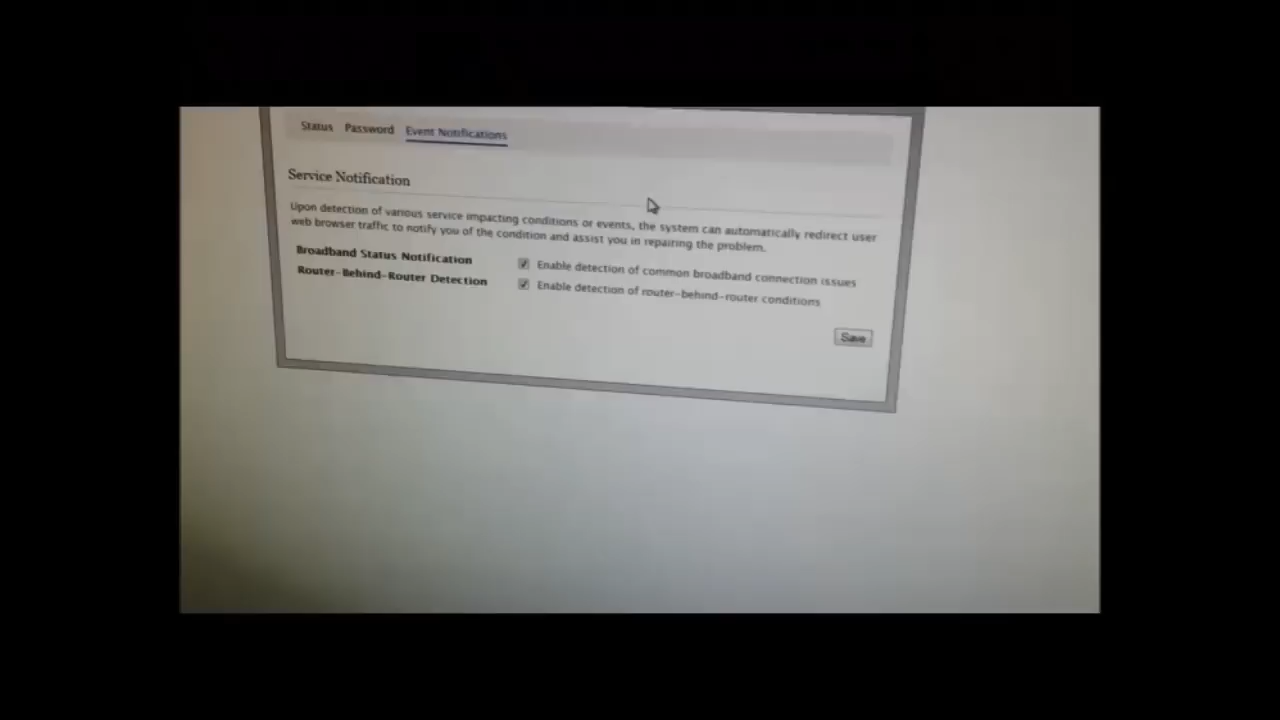 Status Password Event Notifications
Service Notification
Upon detection of various service impacting conditions or events, the system can automatically redirect user
web browser traffic to notify you of the condition and assist you in repairing the problem.
Broadband Status Notification Enable detection of common broadband connection issues
Router-Behind-Router Detection Enable detection of router-behind-router conditions
Save